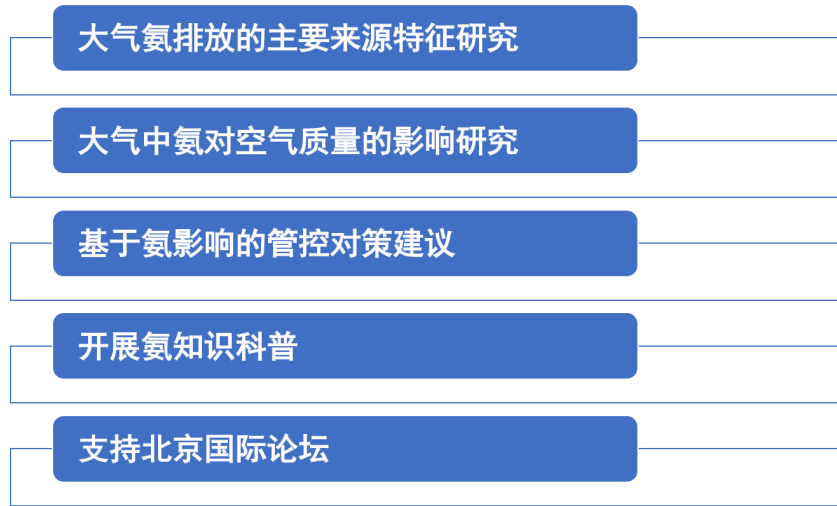 大气氨排放的主要来源特征研究
大气中氨对空气质量的影响研究
基于氨影响的管控对策建议
开展氨知识科普
支持北京国际论坛